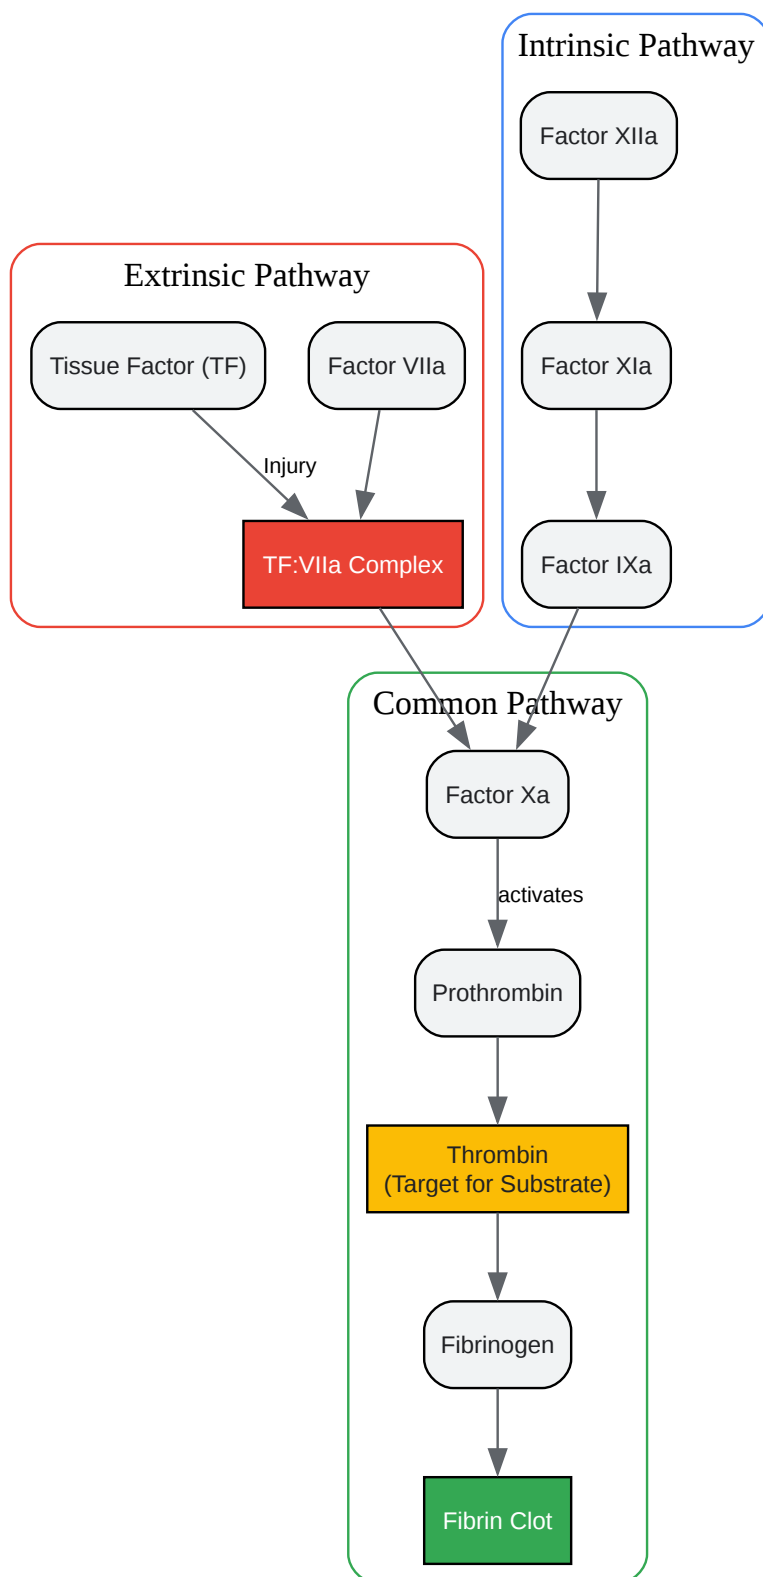 Intrinsic Pathway
Factor XIIa
Extrinsic Pathway
Tissue Factor (TF)
Factor VIIa
Factor XIa
Injury
TF:VIIa Complex
Factor IXa
Common Pathway
Factor Xa
activates
Prothrombin
Thrombin
(Target for Substrate)
Fibrinogen
Fibrin Clot